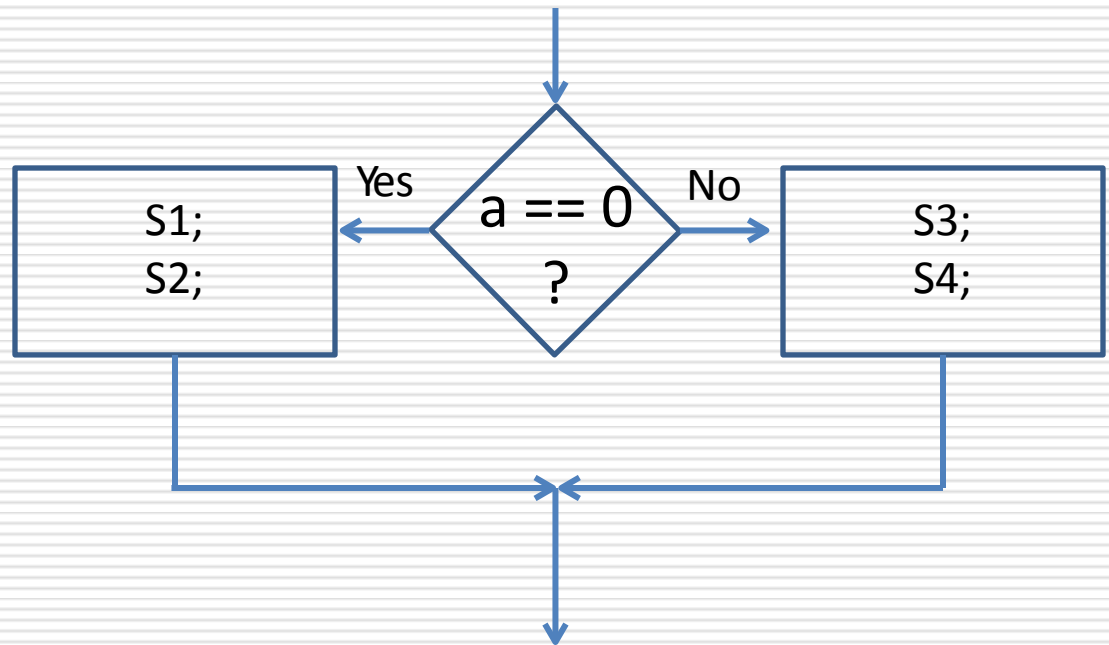 Yes
a == 0
?
No
S1;
S2;
S3;
S4;